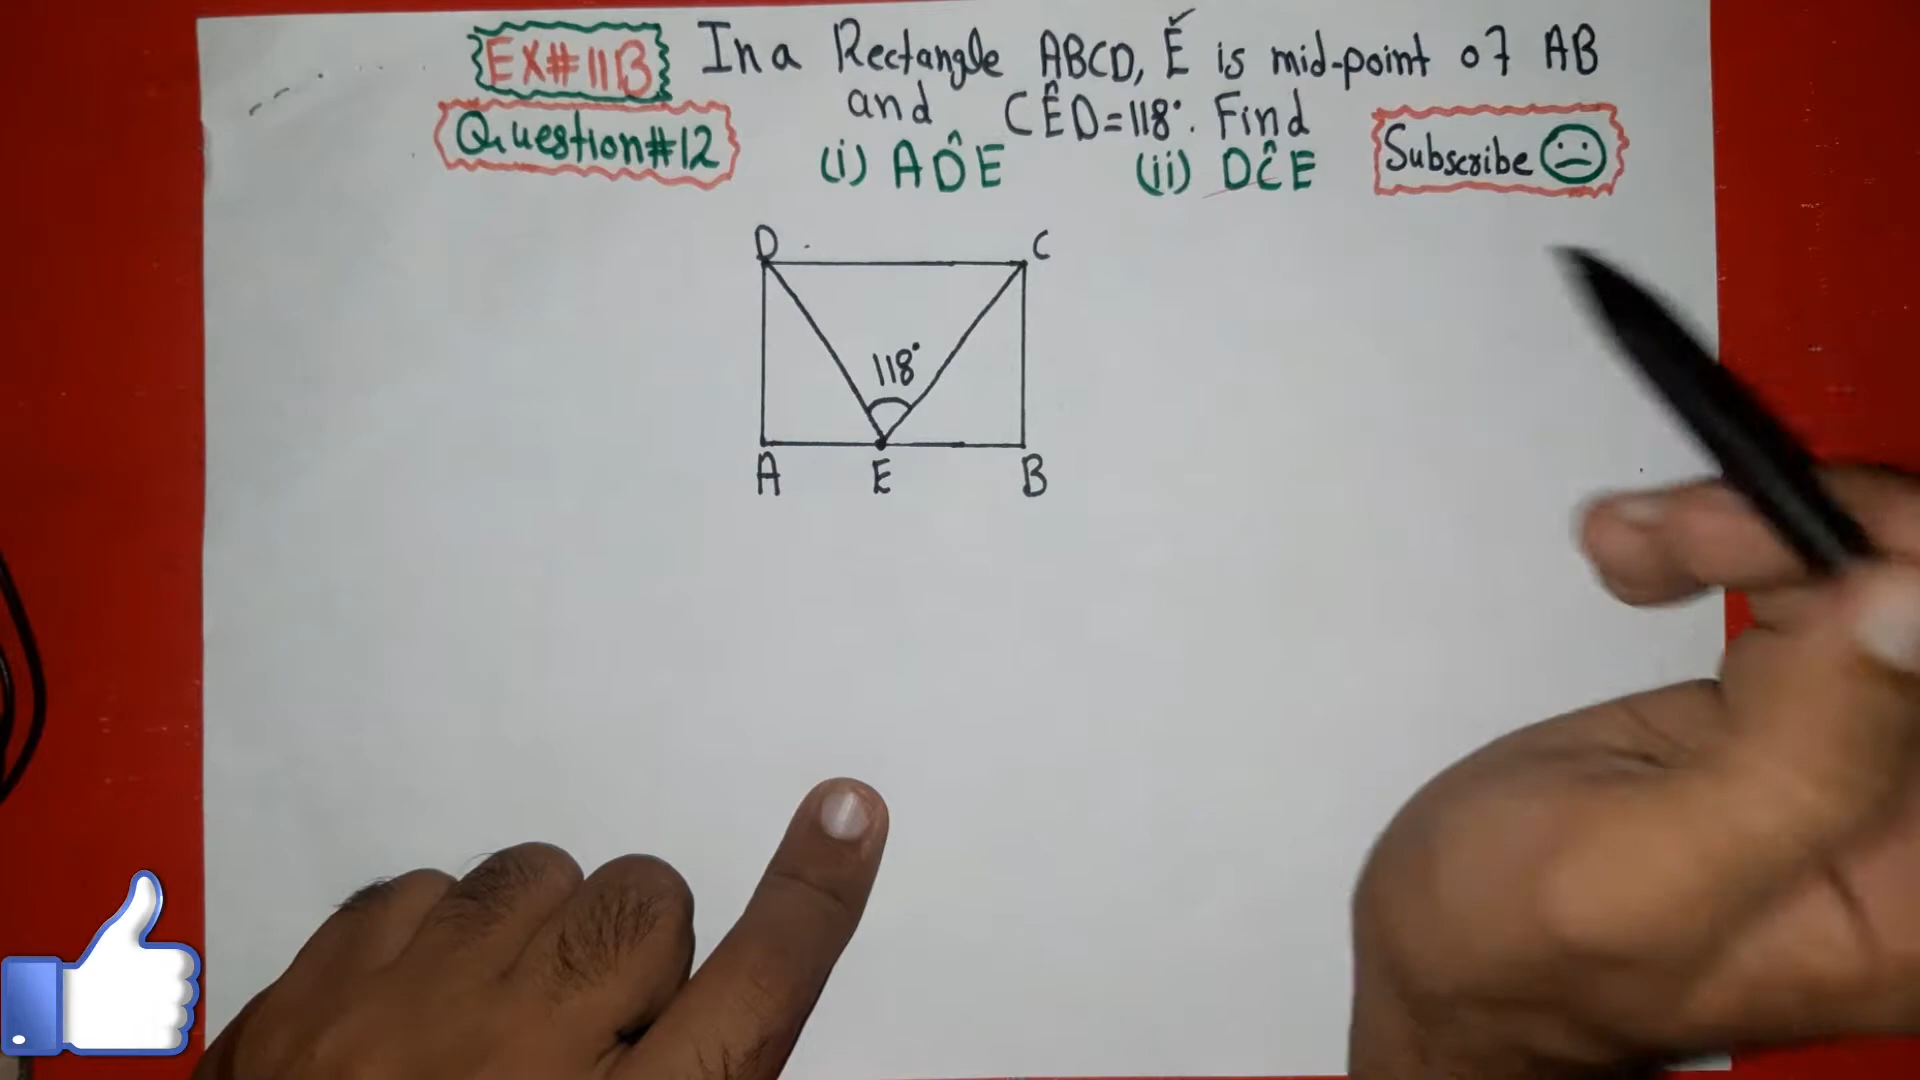 EX#11B
Question#12
In a Rectangle ABCD, E is mid-point of AB
and CÊD=118°. Find
(i) AD̂E (ii) DĈE
Subscribe
D C
118°
A E B